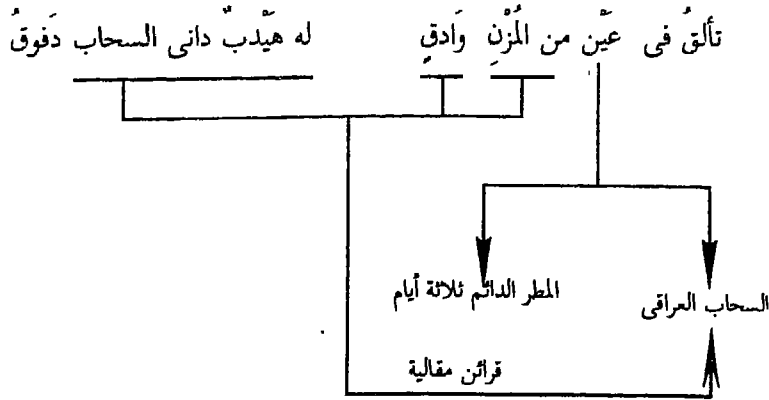 تألقُ فى عَيْن من المُزْنِ وَادقٍ له هَيْدبٌ دانى السحاب دَفوقُ
المطر الدائم ثلاثة أيام
السحاب العراقى
قرائن مقالية